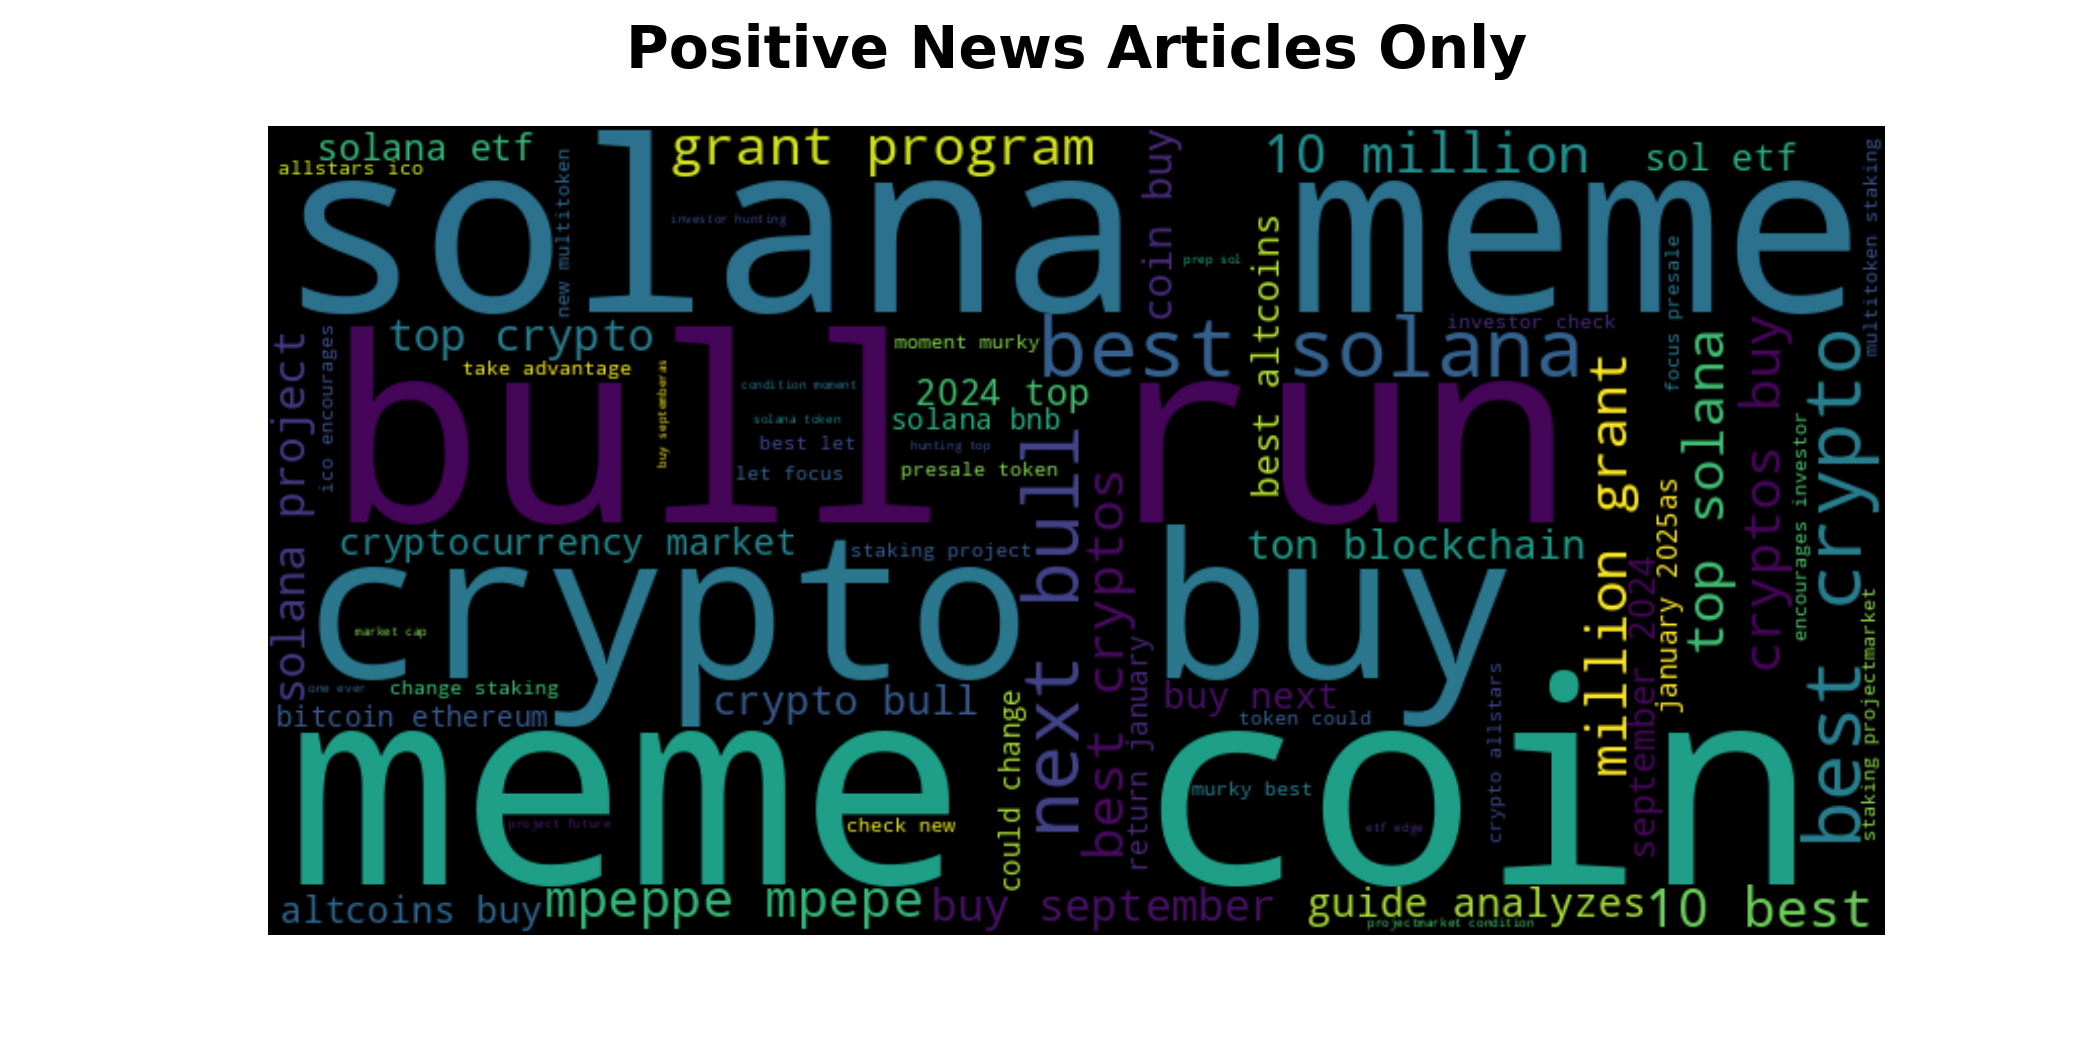 Positive News Articles Only
solana etf
grant program
10 million
sol etf
allstars ico
solana meme
new multitoken
investor hunting
coin buy
prep sol
best altcoins
focus presale
multitoken staking
top crypto
moment murky
best solana
investor check
take advantage
bull run
solana project
ico encourages
buy septemberas
condition moment
2024 top
solana token
solana bnb
best let
hunting top
let focus
presale token
next bull
best cryptos
million grant
january 2025as
top solana
cryptos buy
encourages investor
best crypto
cryptocurrency market
staking project
ton blockchain
crypto buy
september 2024
market cap
one ever
change staking
bitcoin ethereum
crypto bull
could change
return january
buy next
token could
crypto allstars
staking projectmarket
meme coin
project future
check new
murky best
etf edge
altcoins buy
mpeppe mpepe
buy september
guide analyzes
projectmarket condition
10 best